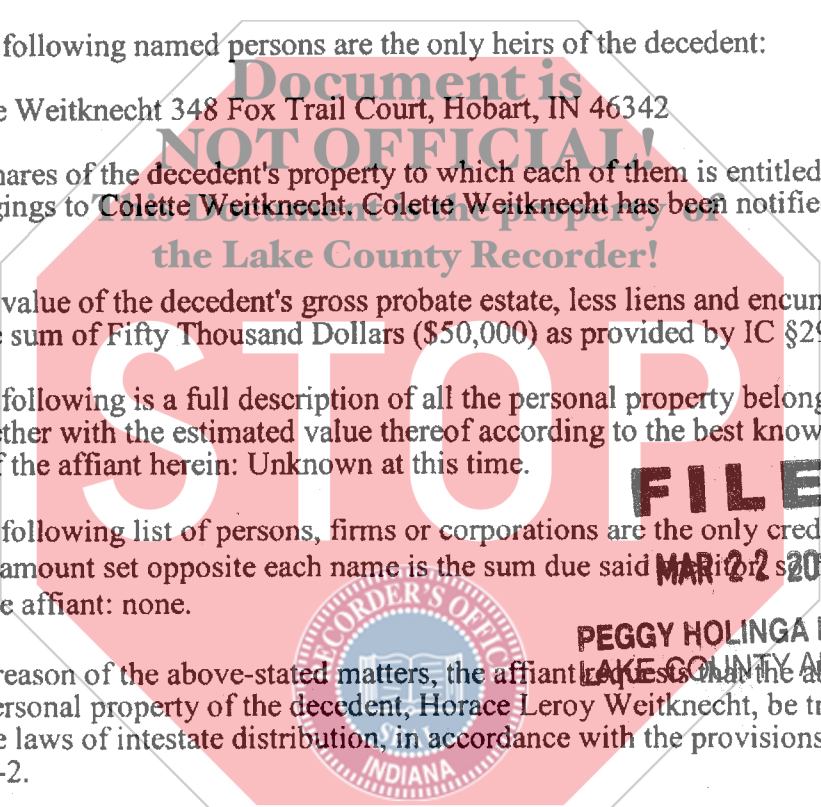 following named persons are the only heirs of the decedent:
Document is
e Weitknecht 348 Fox Trail Court, Hobart, IN 46342
NOT OFFICIAL!
hares of the decedent's property to which each of them is entitled
gings to Colette Weitknecht. Colette Weitknecht has been notifie
This Document is the property of
the Lake County Recorder!
value of the decedent's gross probate estate, less liens and encum
e sum of Fifty Thousand Dollars ($50,000) as provided by IC §29
STOP
following is a full description of all the personal property belong
ther with the estimated value thereof according to the best know
f the affiant herein: Unknown at this time.
FILE
following list of persons, firms or corporations are the only cred
amount set opposite each name is the sum due said
MAR 22 20
e affiant: none.
RECORDER'S OFFICE
PEGGY HOLINGA
LAKE COUNTY A
reason of the above-stated matters, the affiant requests that the
ersonal property of the decedent, Horace Leroy Weitknecht, be tr
e laws of intestate distribution, in accordance with the provisions
SEAL
INDIANA
-2.